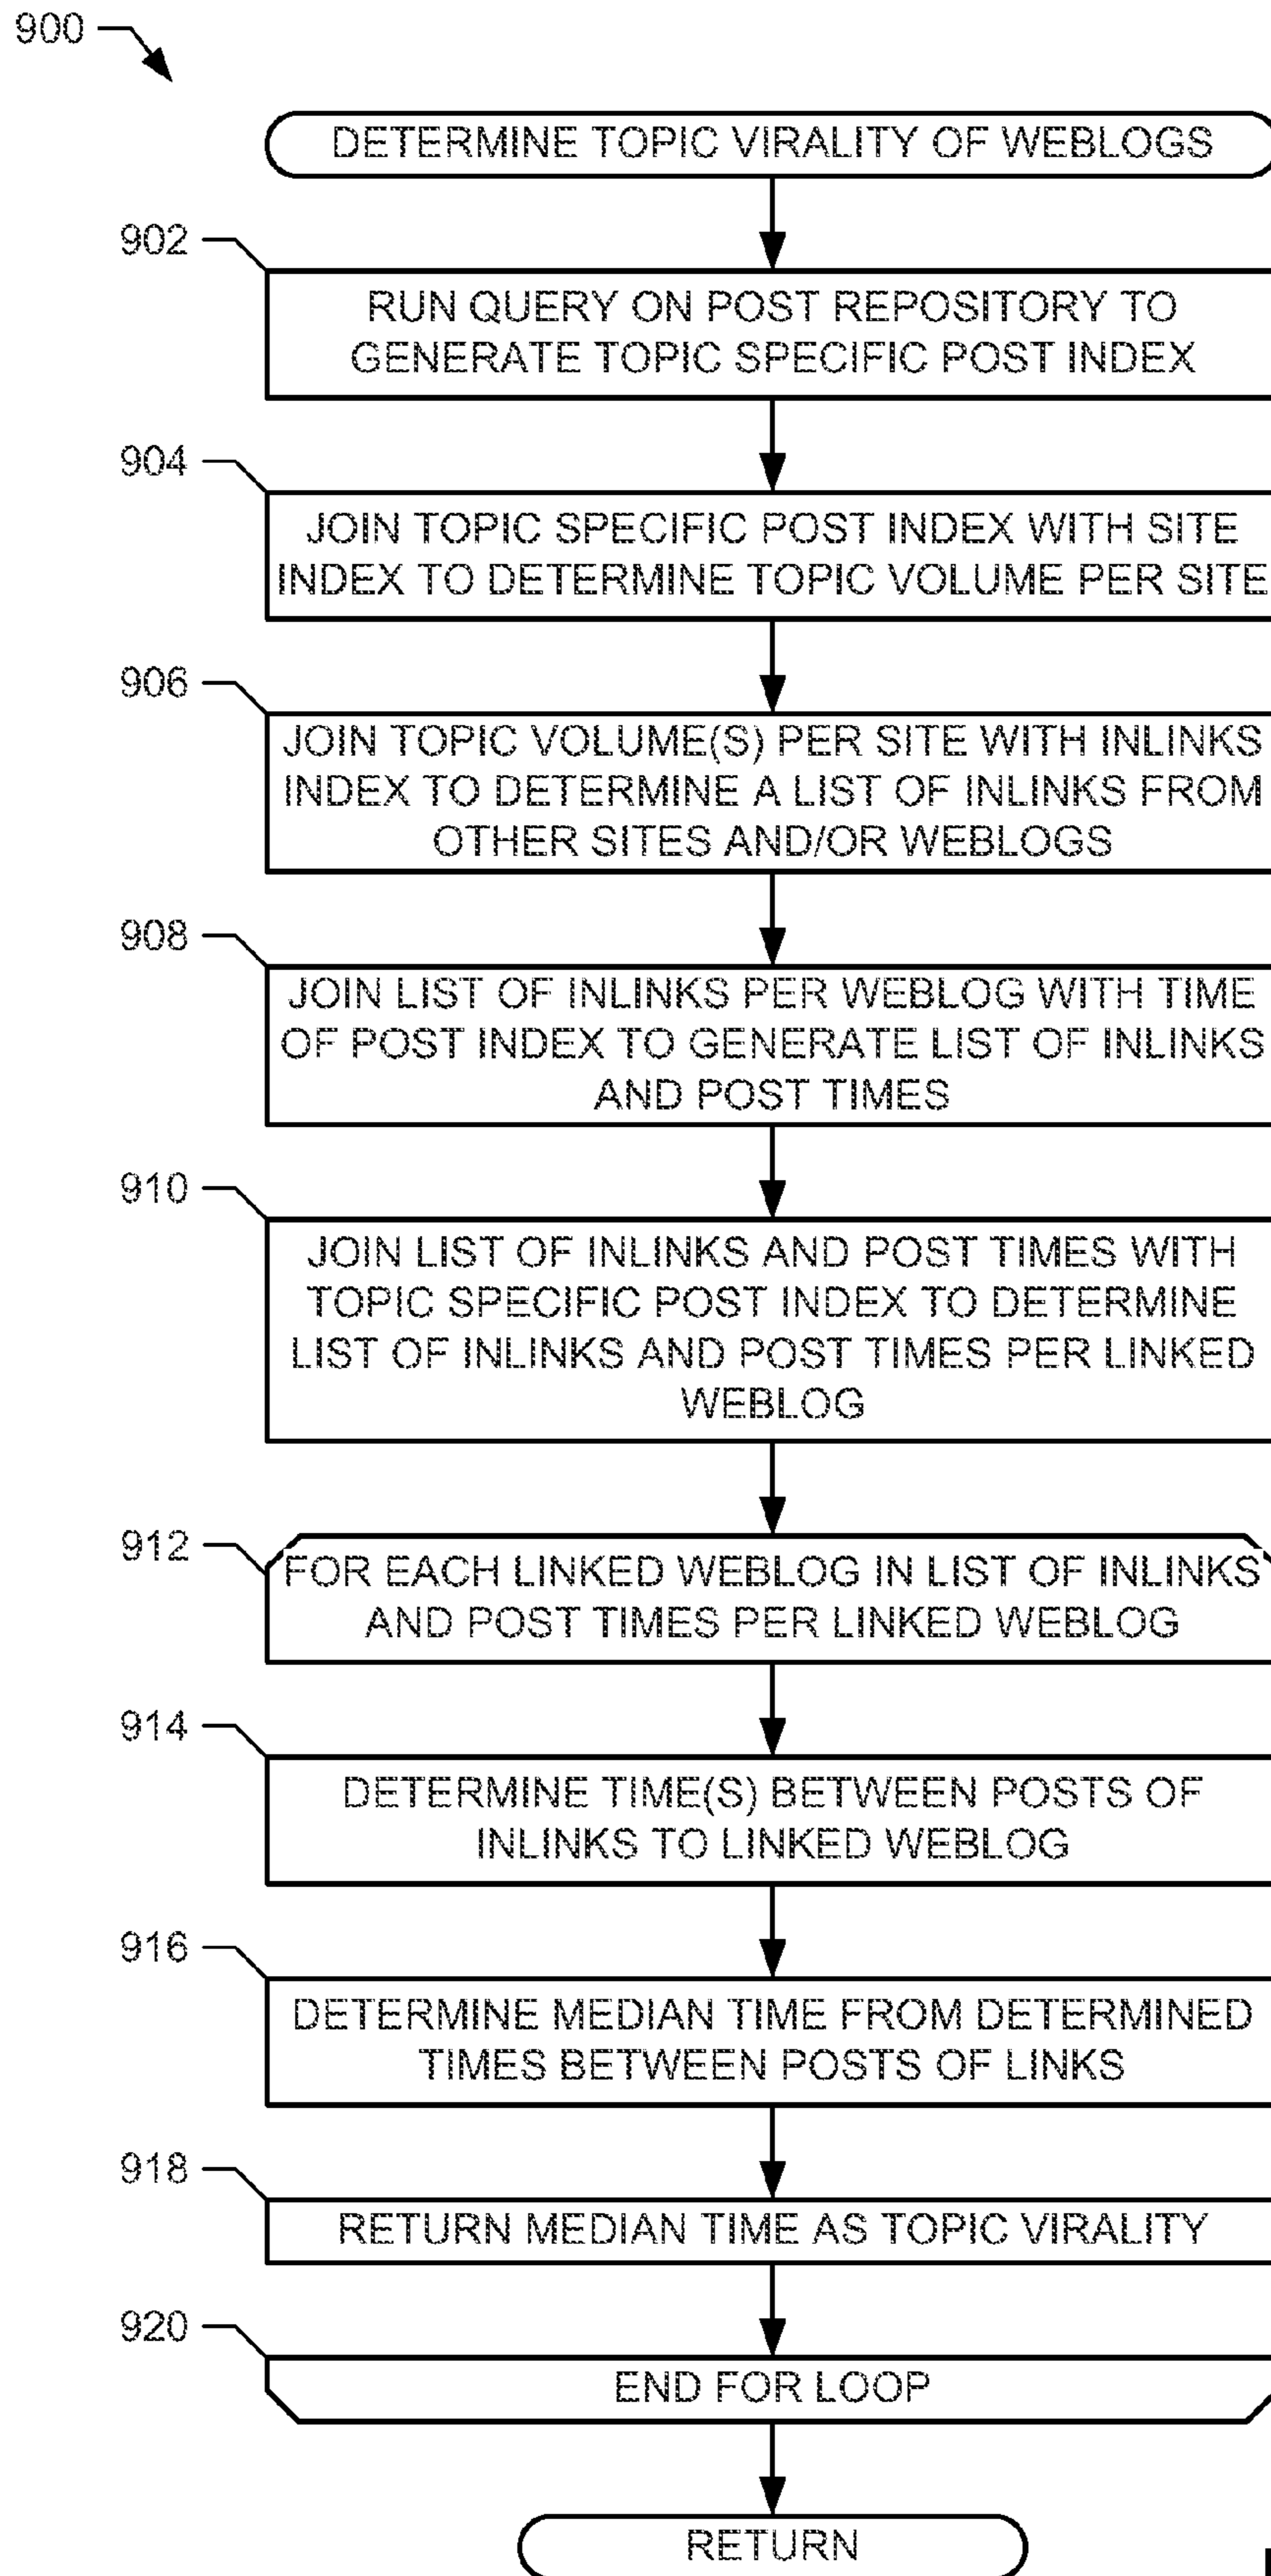 900
DETERMINE TOPIC VIRALITY OF WEBLOGS
902
RUN QUERY ON POST REPOSITORY TO
GENERATE TOPIC SPECIFIC POST INDEX
904
JOIN TOPIC SPECIFIC POST INDEX WITH SITE
INDEX TO DETERMINE TOPIC VOLUME PER SITE
906
JOIN TOPIC VOLUME(S) PER SITE WITH INLINKS
INDEX TO DETERMINE A LIST OF INLINKS FROM
OTHER SITES AND/OR WEBLOGS
908
JOIN LIST OF INLINKS PER WEBLOG WITH TIME
OF POST INDEX TO GENERATE LIST OF INLINKS
AND POST TIMES
910
JOIN LIST OF INLINKS AND POST TIMES WITH
TOPIC SPECIFIC POST INDEX TO DETERMINE
LIST OF INLINKS AND POST TIMES PER LINKED
WEBLOG
912
FOR EACH LINKED WEBLOG IN LIST OF INLINKS
AND POST TIMES PER LINKED WEBLOG
914
DETERMINE TIME(S) BETWEEN POSTS OF
INLINKS TO LINKED WEBLOG
916
DETERMINE MEDIAN TIME FROM DETERMINED
TIMES BETWEEN POSTS OF LINKS
918
RETURN MEDIAN TIME AS TOPIC VIRALITY
920
END FOR LOOP
RETURN